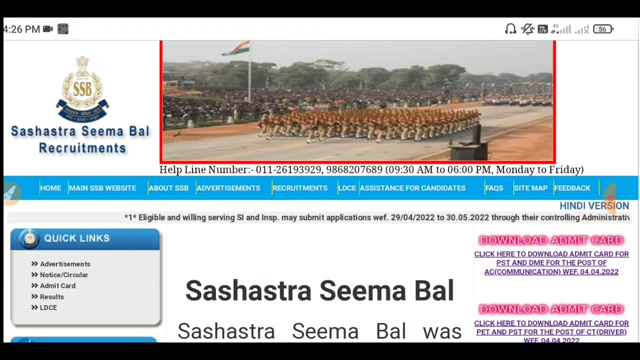 4:26 PM
4G
56
SSB
Sashastra Seema Bal
Recruitments
Help Line Number:- 011-26193929, 9868207689 (09:30 AM to 06:00 PM, Monday to Friday)
HOME MAIN SSB WEBSITE ABOUT SSB ADVERTISEMENTS RECRUITMENTS LDCE ASSISTANCE FOR CANDIDATES FAQS SITE MAP FEEDBACK
HINDI VERSION
*1* Eligible and willing serving SI and Insp. may submit applications wef. 29/04/2022 to 30.05.2022 through their controlling Administrativ
QUICK LINKS
Advertisements
Notice/Circular
Admit Card
Results
LDCE
Sashastra Seema Bal
Sashastra Seema Bal was
DOWNLOAD ADMIT CARD
CLICK HERE TO DOWNLOAD ADMIT CARD FOR
PST AND DME FOR THE POST OF
AC(COMMUNICATION) WEF. 04.04.2022
DOWNLOAD ADMIT CARD
CLICK HERE TO DOWNLOAD ADMIT CARD FOR
PET AND PST FOR THE POST OF CT(DRIVER)
WEF. 04.04.2022